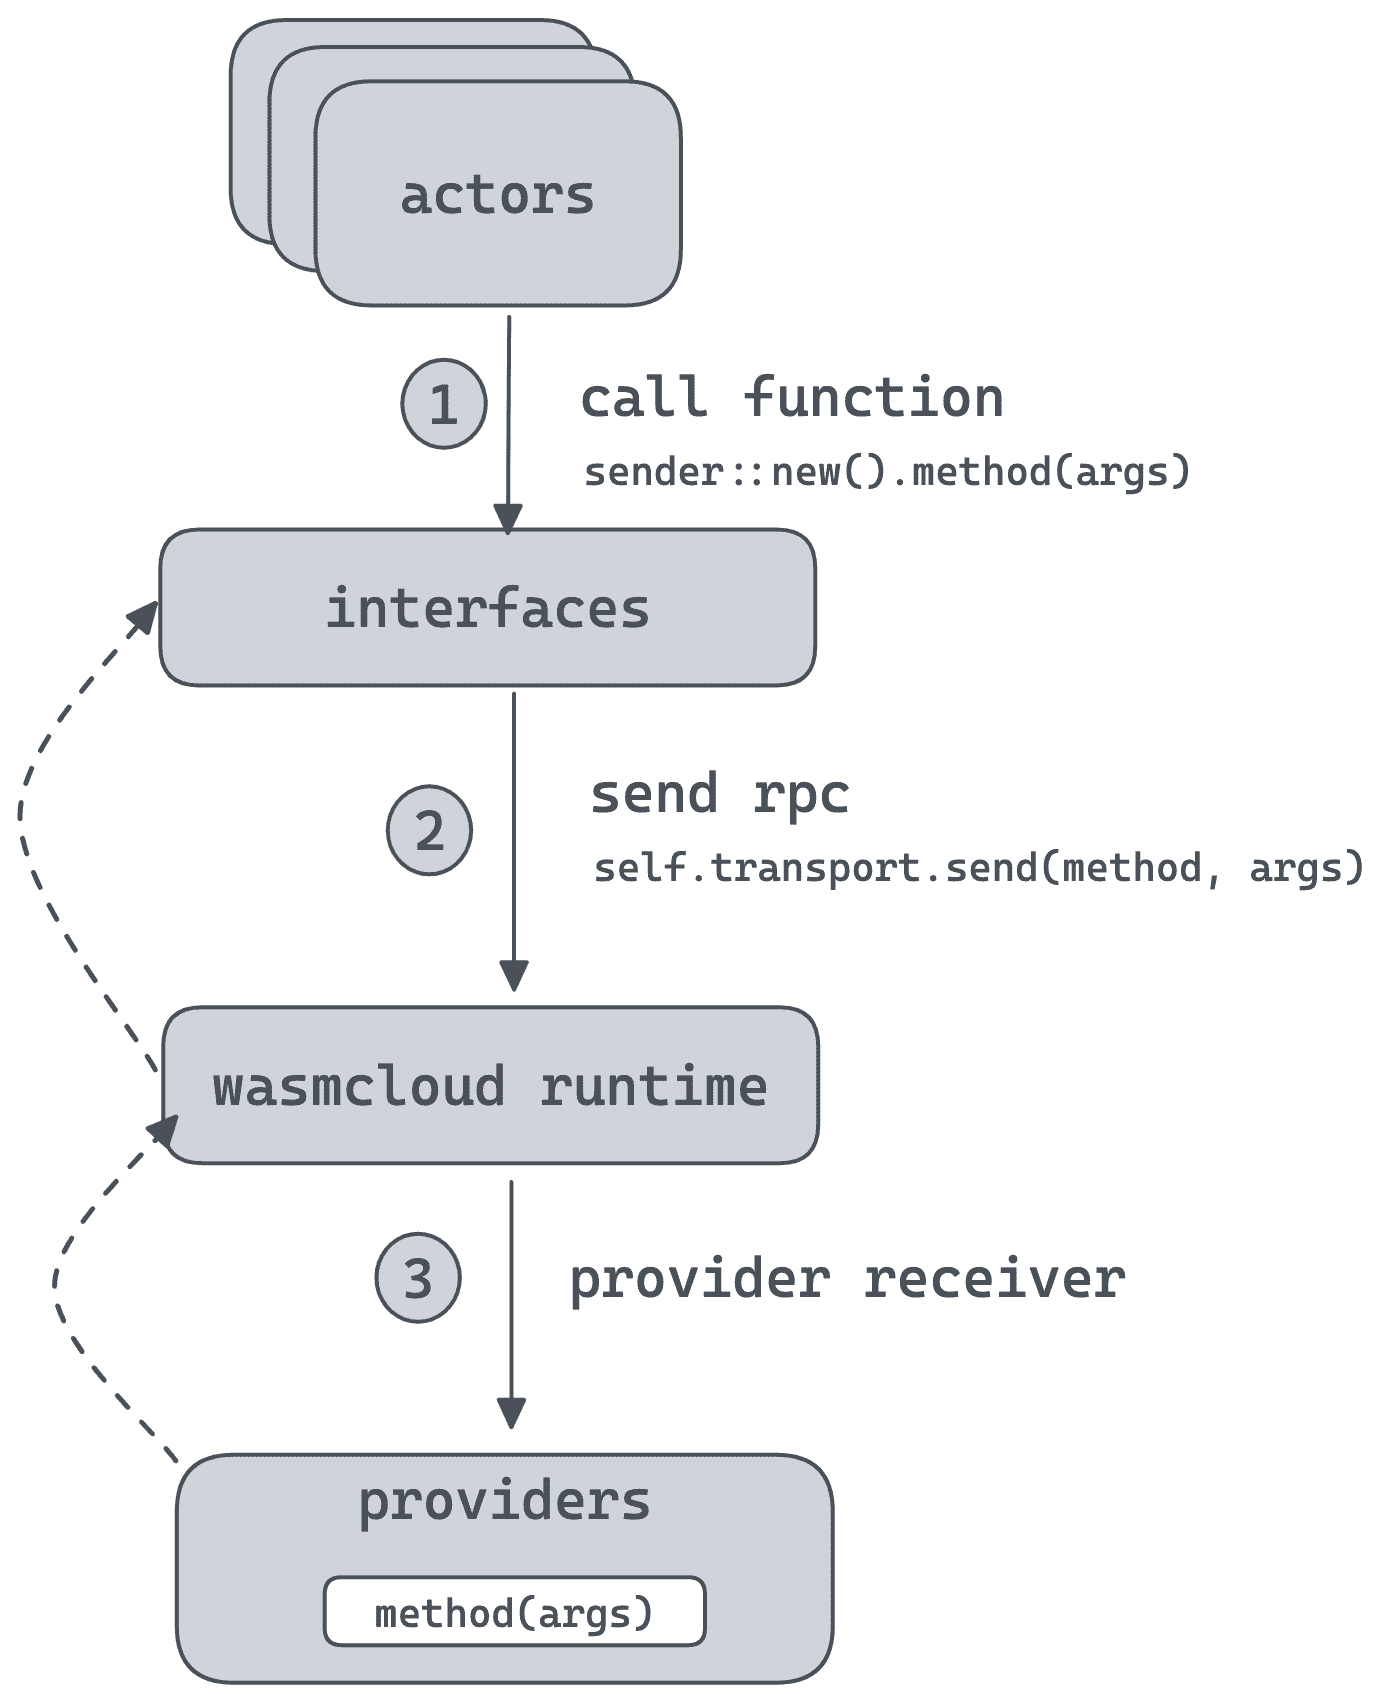 actors
1
call function
sender::new().method(args)
interfaces
2
send rpc
self.transport.send(method, args)
wasmcloud runtime
3
provider receiver
providers
method(args)